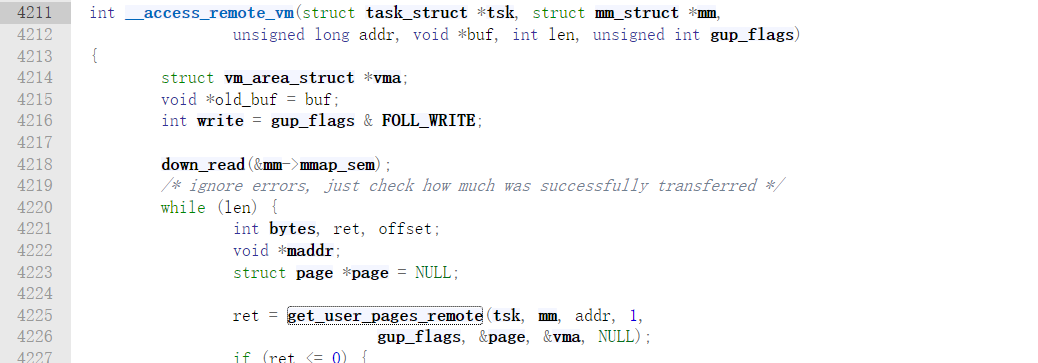 4211 int __access_remote_vm(struct task_struct *tsk, struct mm_struct *mm,
4212 unsigned long addr, void *buf, int len, unsigned int gup_flags)
4213 {
4214 struct vm_area_struct *vma;
4215 void *old_buf = buf;
4216 int write = gup_flags & FOLL_WRITE;
4217
4218 down_read(&mm->mmap_sem);
4219 /* ignore errors, just check how much was successfully transferred */
4220 while (len) {
4221 int bytes, ret, offset;
4222 void *maddr;
4223 struct page *page = NULL;
4224
4225 ret = get_user_pages_remote(tsk, mm, addr, 1,
4226 gup_flags, &page, &vma, NULL);
4227 if (ret <= 0) {